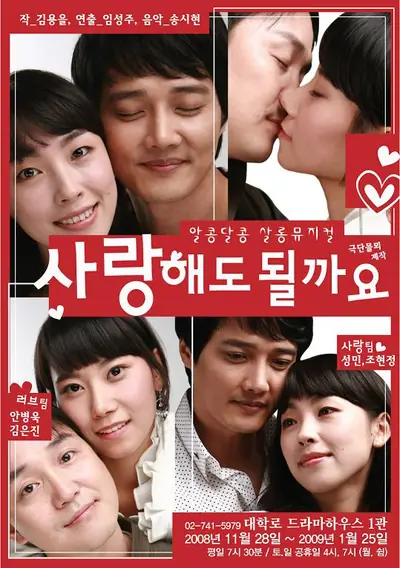 작_김용을, 연출_임성주, 음악_송시현
알콩달콩 살롱뮤지컬
극단뮬뫼
제작
사랑해도 될까요
사랑팀
성민, 조현정
러브팀
안병욱
김은진
02-741-5979 대학로 드라마하우스 1관
2008년 11월 28일 ~ 2009년 1월 25일
평일 7시 30분 / 토.일 공휴일 4시, 7시 (월, 쉼)